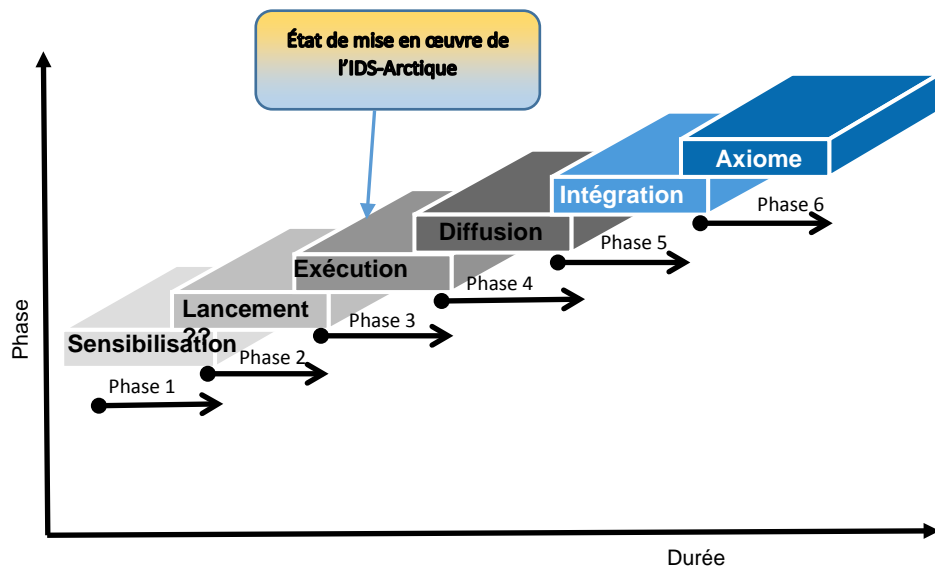 État de mise en œuvre de
l'IDS-Arctique
Axiome
Intégration
Phase 6
Diffusion
Phase 5
Exécution
Phase 4
Lancement
??
Phase 3
Sensibilisation
Phase 2
Phase 1
Phase
Durée